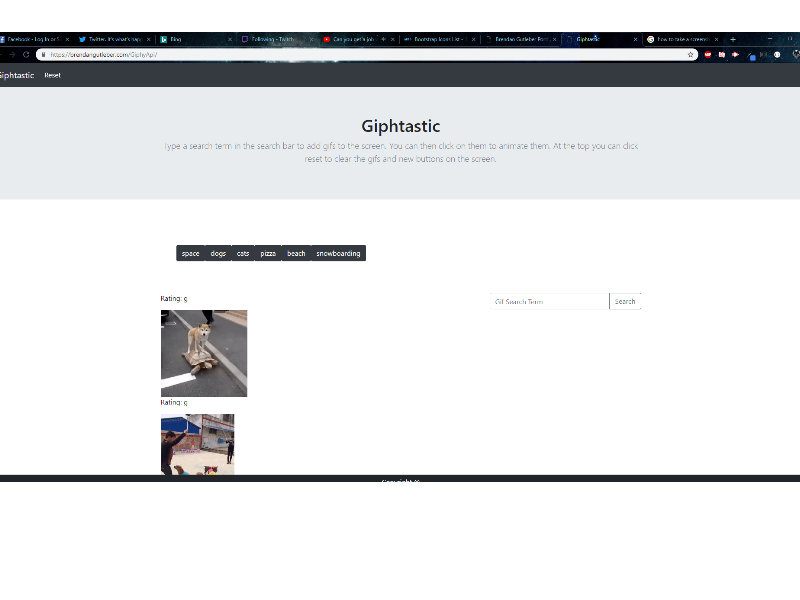 Facebook - Log In or
Twitter. It's what's hap
Bing
Following - Twitch
Can you get a job
Bootstrap Icons List -
Brendan Gutleber Port
Giphtastic
how to take a screensh
https://brendangutleber.com/GiphyApi/
Giphtastic
Reset
Giphtastic
Type a search term in the search bar to add gifs to the screen. You can then click on them to animate them. At the top you can click
reset to clear the gifs and new buttons on the screen.
space dogs cats pizza beach snowboarding
Rating: g
Gif Search Term Search
Rating: g
Copyright ©